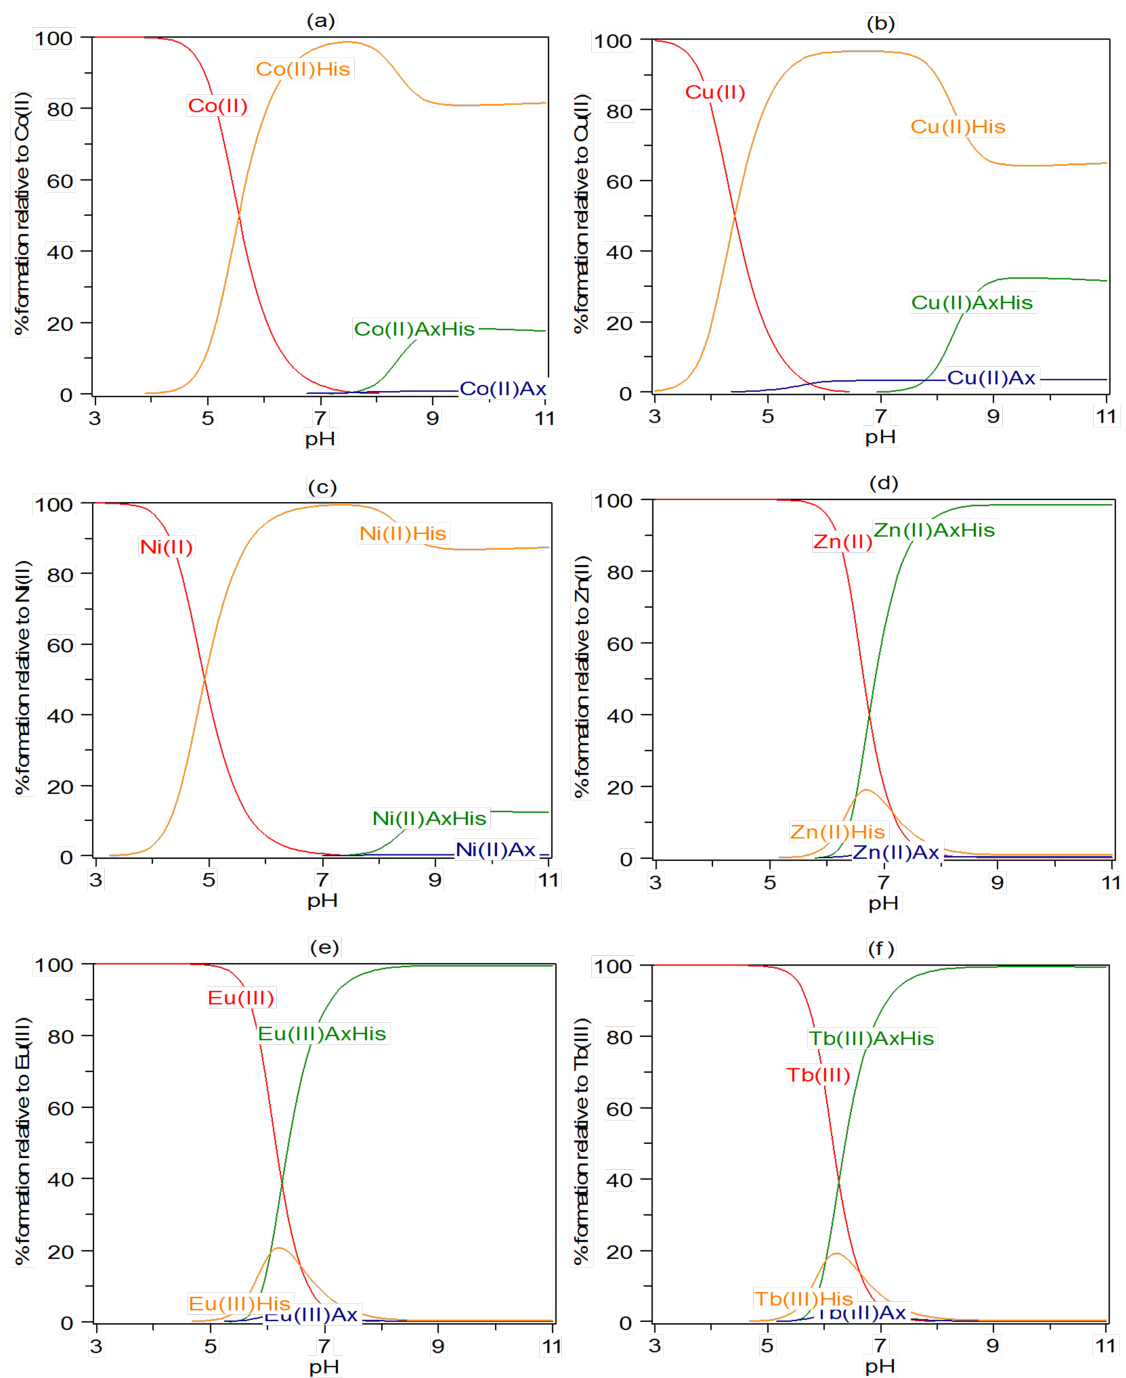 (a)
% formation relative to Co(II)
100
80
60
40
20
0
Co(II)
Co(II)His
Co(II)AxHis
Co(II)Ax
3 5 7 9 11
pH
(b)
% formation relative to Cu(II)
100
80
60
40
20
0
Cu(II)
Cu(II)His
Cu(II)AxHis
Cu(II)Ax
3 5 7 9 11
pH
(c)
% formation relative to Ni(II)
100
80
60
40
20
0
Ni(II)
Ni(II)His
Ni(II)AxHis
Ni(II)Ax
3 5 7 9 11
pH
(d)
% formation relative to Zn(II)
100
80
60
40
20
0
Zn(II)
Zn(II)AxHis
Zn(II)His
Zn(II)Ax
3 5 7 9 11
pH
(e)
% formation relative to Eu(III)
100
80
60
40
20
0
Eu(III)
Eu(III)AxHis
Eu(III)His
Eu(III)Ax
3 5 7 9 11
pH
(f)
% formation relative to Tb(III)
100
80
60
40
20
0
Tb(III)AxHis
Tb(III)
Tb(III)His
Tb(III)Ax
3 5 7 9 11
pH